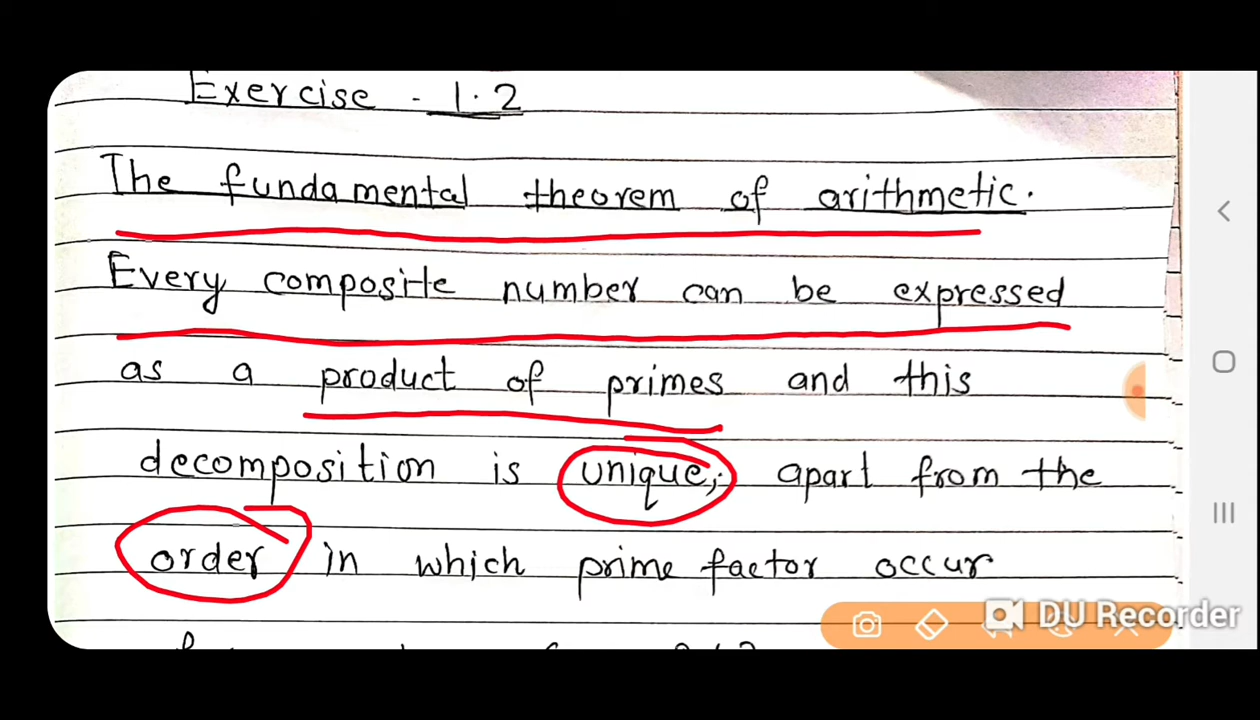 Exercise - 1.2
The fundamental theorem of arithmetic.
Every composite number can be expressed
as a product of primes and this
decomposition is unique, apart from the
order in which prime factor occur
DU Recorder